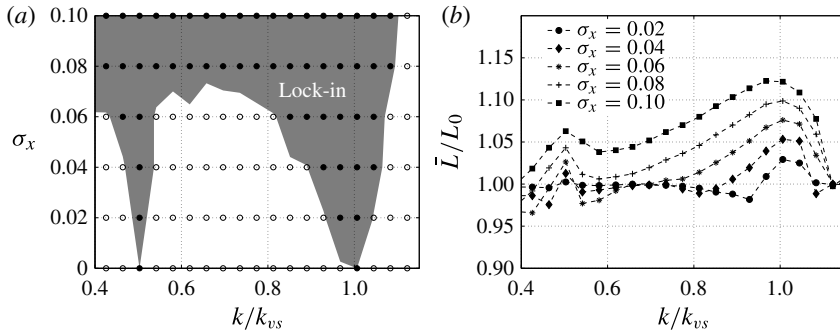 (a)
0.10
0.08
0.06
σx
0.04
0.02
0
Lock-in
0.4 0.6 0.8 1.0
k/kvs
(b)
1.15
1.10
1.05
L̄/L0
1.00
0.95
0.90
σx = 0.02
σx = 0.04
σx = 0.06
σx = 0.08
σx = 0.10
0.4 0.6 0.8 1.0
k/kvs